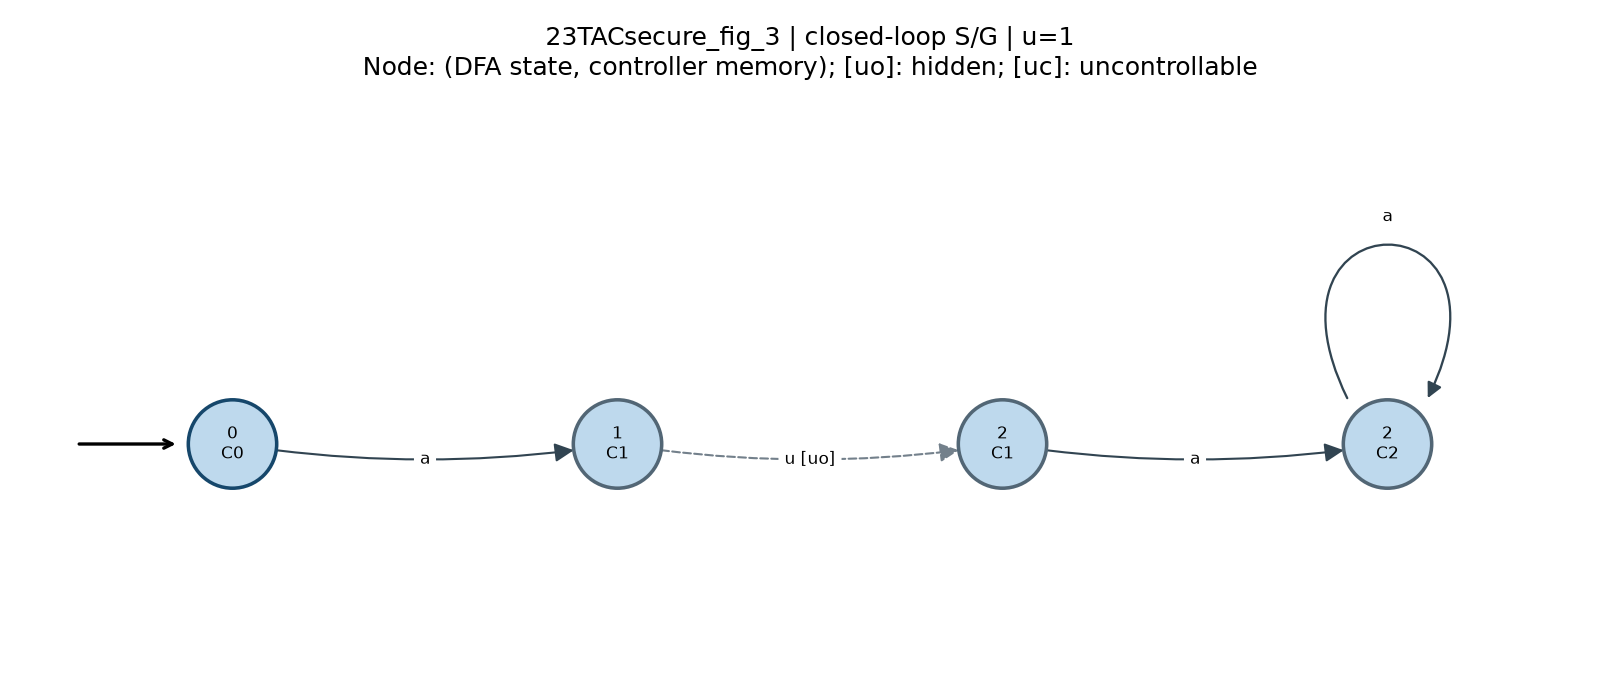 23TACsecure_fig_3 | closed-loop S/G | u=1
Node: (DFA state, controller memory); [uo]: hidden; [uc]: uncontrollable
a
0
C0
a
1
C1
u [uo]
2
C1
a
2
C2